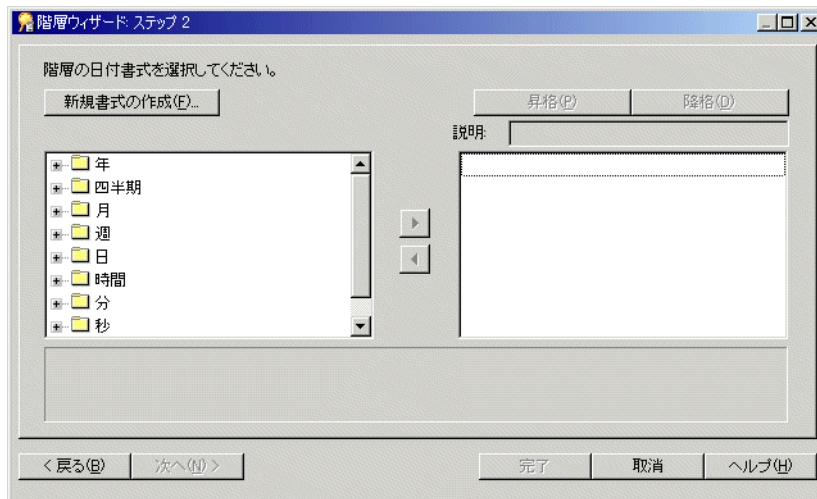 階層ウィザード: ステップ 2
階層の日付書式を選択してください。
新規書式の作成(F)...
昇格(P)
降格(D)
説明:
年
四半期
月
週
日
時間
分
秒
< 戻る(B)
次へ(N) >
完了
取消
ヘルプ(H)